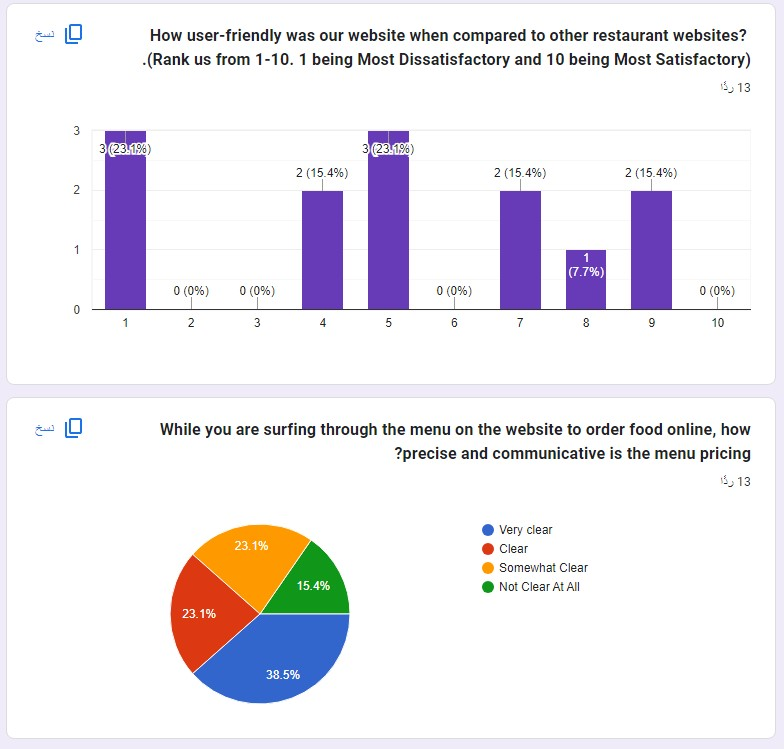 نسخ
How user-friendly was our website when compared to other restaurant websites?
.(Rank us from 1-10. 1 being Most Dissatisfactory and 10 being Most Satisfactory)
13 ردًا
3
2
1
0
3 (23.1%)
0 (0%)
0 (0%)
2 (15.4%)
3 (23.1%)
0 (0%)
2 (15.4%)
1
(7.7%)
2 (15.4%)
0 (0%)
1 2 3 4 5 6 7 8 9 10
نسخ
While you are surfing through the menu on the website to order food online, how
?precise and communicative is the menu pricing
13 ردًا
23.1%
15.4%
23.1%
38.5%
Very clear
Clear
Somewhat Clear
Not Clear At All